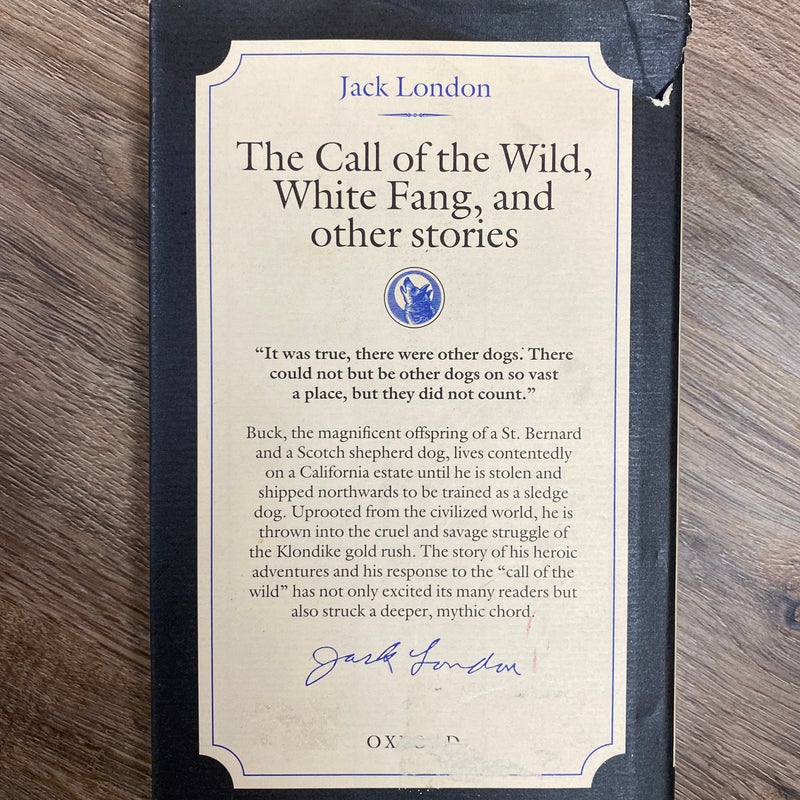 Jack London
The Call of the Wild,
White Fang, and
other stories
“It was true, there were other dogs. There
could not but be other dogs on so vast
a place, but they did not count.”
Buck, the magnificent offspring of a St. Bernard
and a Scotch shepherd dog, lives contentedly
on a California estate until he is stolen and
shipped northwards to be trained as a sledge
dog. Uprooted from the civilized world, he is
thrown into the cruel and savage struggle of
the Klondike gold rush. The story of his heroic
adventures and his response to the “call of the
wild” has not only excited its many readers but
also struck a deeper, mythic chord.
Jack London